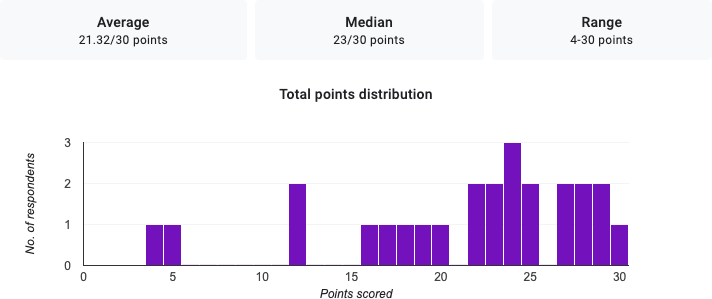 Average
21.32/30 points
Median
23/30 points
Range
4-30 points
Total points distribution
No. of respondents
3
2
1
0
0 5 10 15 20 25 30
Points scored